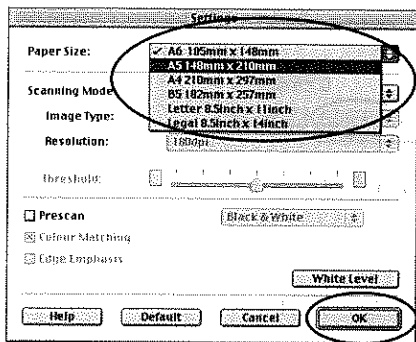 Settings
Paper Size:
✓ A6 105mm x 148mm
A5 148mm x 210mm
A4 210mm x 297mm
B5 182mm x 257mm
Letter 8.5inch x 11inch
Legal 8.5inch x 14inch
Scanning Mode
Image Type:
Resolution:
Threshold:
Prescan
Black & White
Colour Matching
Edge Emphasis
White Level
Help
Default
Cancel
OK